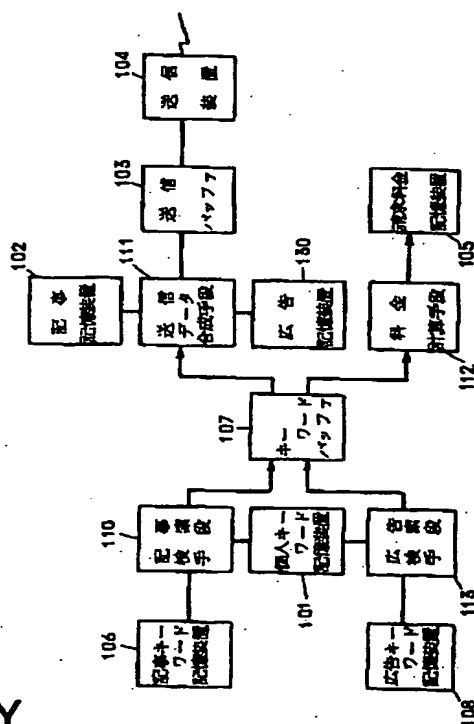 104
送信
装置
103
送信
バッファ
102
記事
記憶装置
111
送信
データ
合成手段
130
広告
記憶装置
請求料金
記憶装置
105
料金
計算手段
112
107
キー
ワード
バッファ
110
記事
検索
手段
個人キー
ワード
記憶装置
101
広告
検索
手段
113
106
記事キー
ワード
記憶装置
広告キー
ワード
記憶装置
108
Y